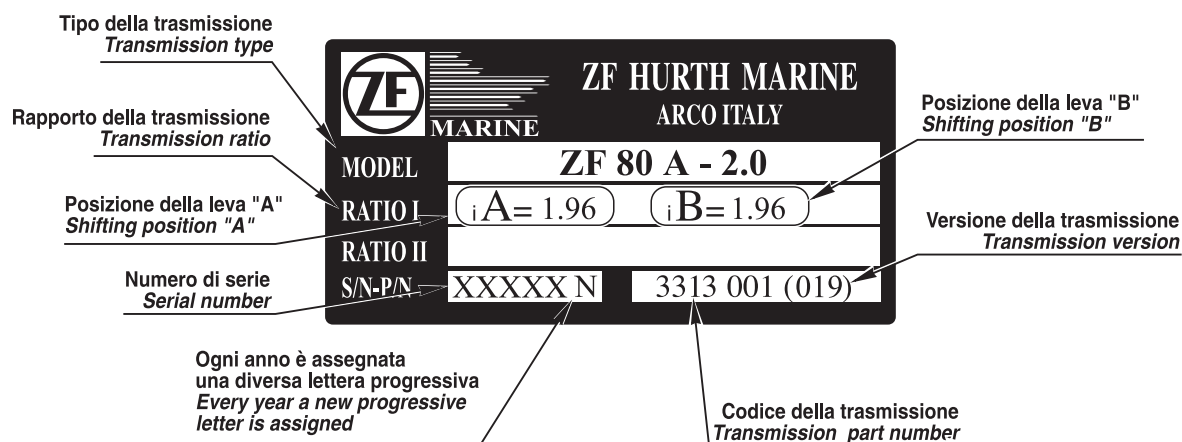 Tipo della trasmissione
Transmission type
Rapporto della trasmissione
Transmission ratio
Posizione della leva "A"
Shifting position "A"
Numero di serie
Serial number
ZF
MARINE
ZF HURTH MARINE
ARCO ITALY
MODEL
ZF 80 A - 2.0
RATIO I
iA= 1.96
iB= 1.96
RATIO II
S/N-P/N
XXXXX N
3313 001 (019)
Posizione della leva "B"
Shifting position "B"
Versione della trasmissione
Transmission version
Ogni anno è assegnata
una diversa lettera progressiva
Every year a new progressive
letter is assigned
Codice della trasmissione
Transmission part number